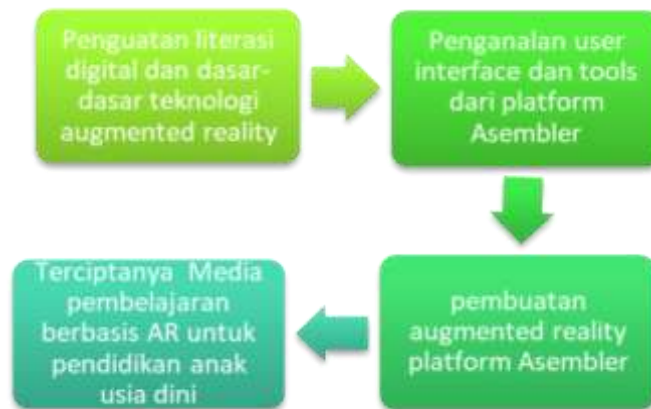 Penguatan literasi
digital dan dasar-
dasar teknologi
augmented reality
Penganalan user
interface dan tools
dari platform
Asembler
pembuatan
augmented reality
platform Asembler
Terciptanya Media
pembelajaran
berbasis AR untuk
pendidikan anak
usia dini